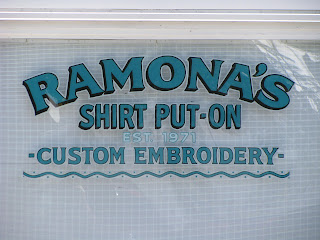 RAMONA'S
SHIRT PUT-ON
EST. 1971
-CUSTOM EMBROIDERY-